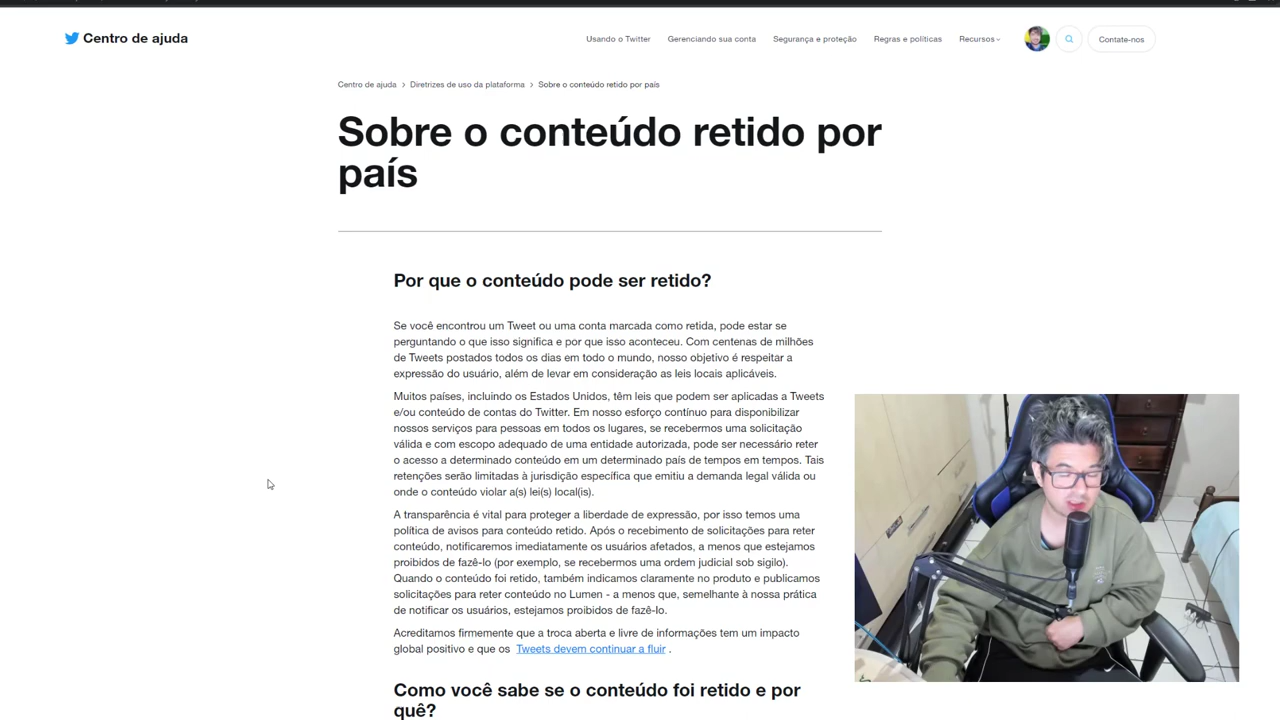 Centro de ajuda
Usando o Twitter Gerenciando sua conta Segurança e proteção Regras e políticas Recursos Contate-nos
Centro de ajuda > Diretrizes de uso da plataforma > Sobre o conteúdo retido por país
Sobre o conteúdo retido por
país
Por que o conteúdo pode ser retido?
Se você encontrou um Tweet ou uma conta marcada como retida, pode estar se
perguntando o que isso significa e por que isso aconteceu. Com centenas de milhões
de Tweets postados todos os dias em todo o mundo, nosso objetivo é respeitar a
expressão do usuário, além de levar em consideração as leis locais aplicáveis.
Muitos países, incluindo os Estados Unidos, têm leis que podem ser aplicadas a Tweets
e/ou conteúdo de contas do Twitter. Em nosso esforço contínuo para disponibilizar
nossos serviços para pessoas em todos os lugares, se recebermos uma solicitação
válida e com escopo adequado de uma entidade autorizada, pode ser necessário reter
o acesso a determinado conteúdo em um determinado país de tempos em tempos. Tais
retenções serão limitadas à jurisdição específica que emitiu a demanda legal válida ou
onde o conteúdo violar a(s) lei(s) local(is).
A transparência é vital para proteger a liberdade de expressão, por isso temos uma
política de avisos para conteúdo retido. Após o recebimento de solicitações para reter
conteúdo, notificaremos imediatamente os usuários afetados, a menos que estejamos
proibidos de fazê-lo (por exemplo, se recebermos uma ordem judicial sob sigilo).
Quando o conteúdo foi retido, também indicamos claramente no produto e publicamos
solicitações para reter conteúdo no Lumen - a menos que, semelhante à nossa prática
de notificar os usuários, estejamos proibidos de fazê-lo.
Acreditamos firmemente que a troca aberta e livre de informações tem um impacto
global positivo e que os Tweets devem continuar a fluir .
Como você sabe se o conteúdo foi retido e por
quê?